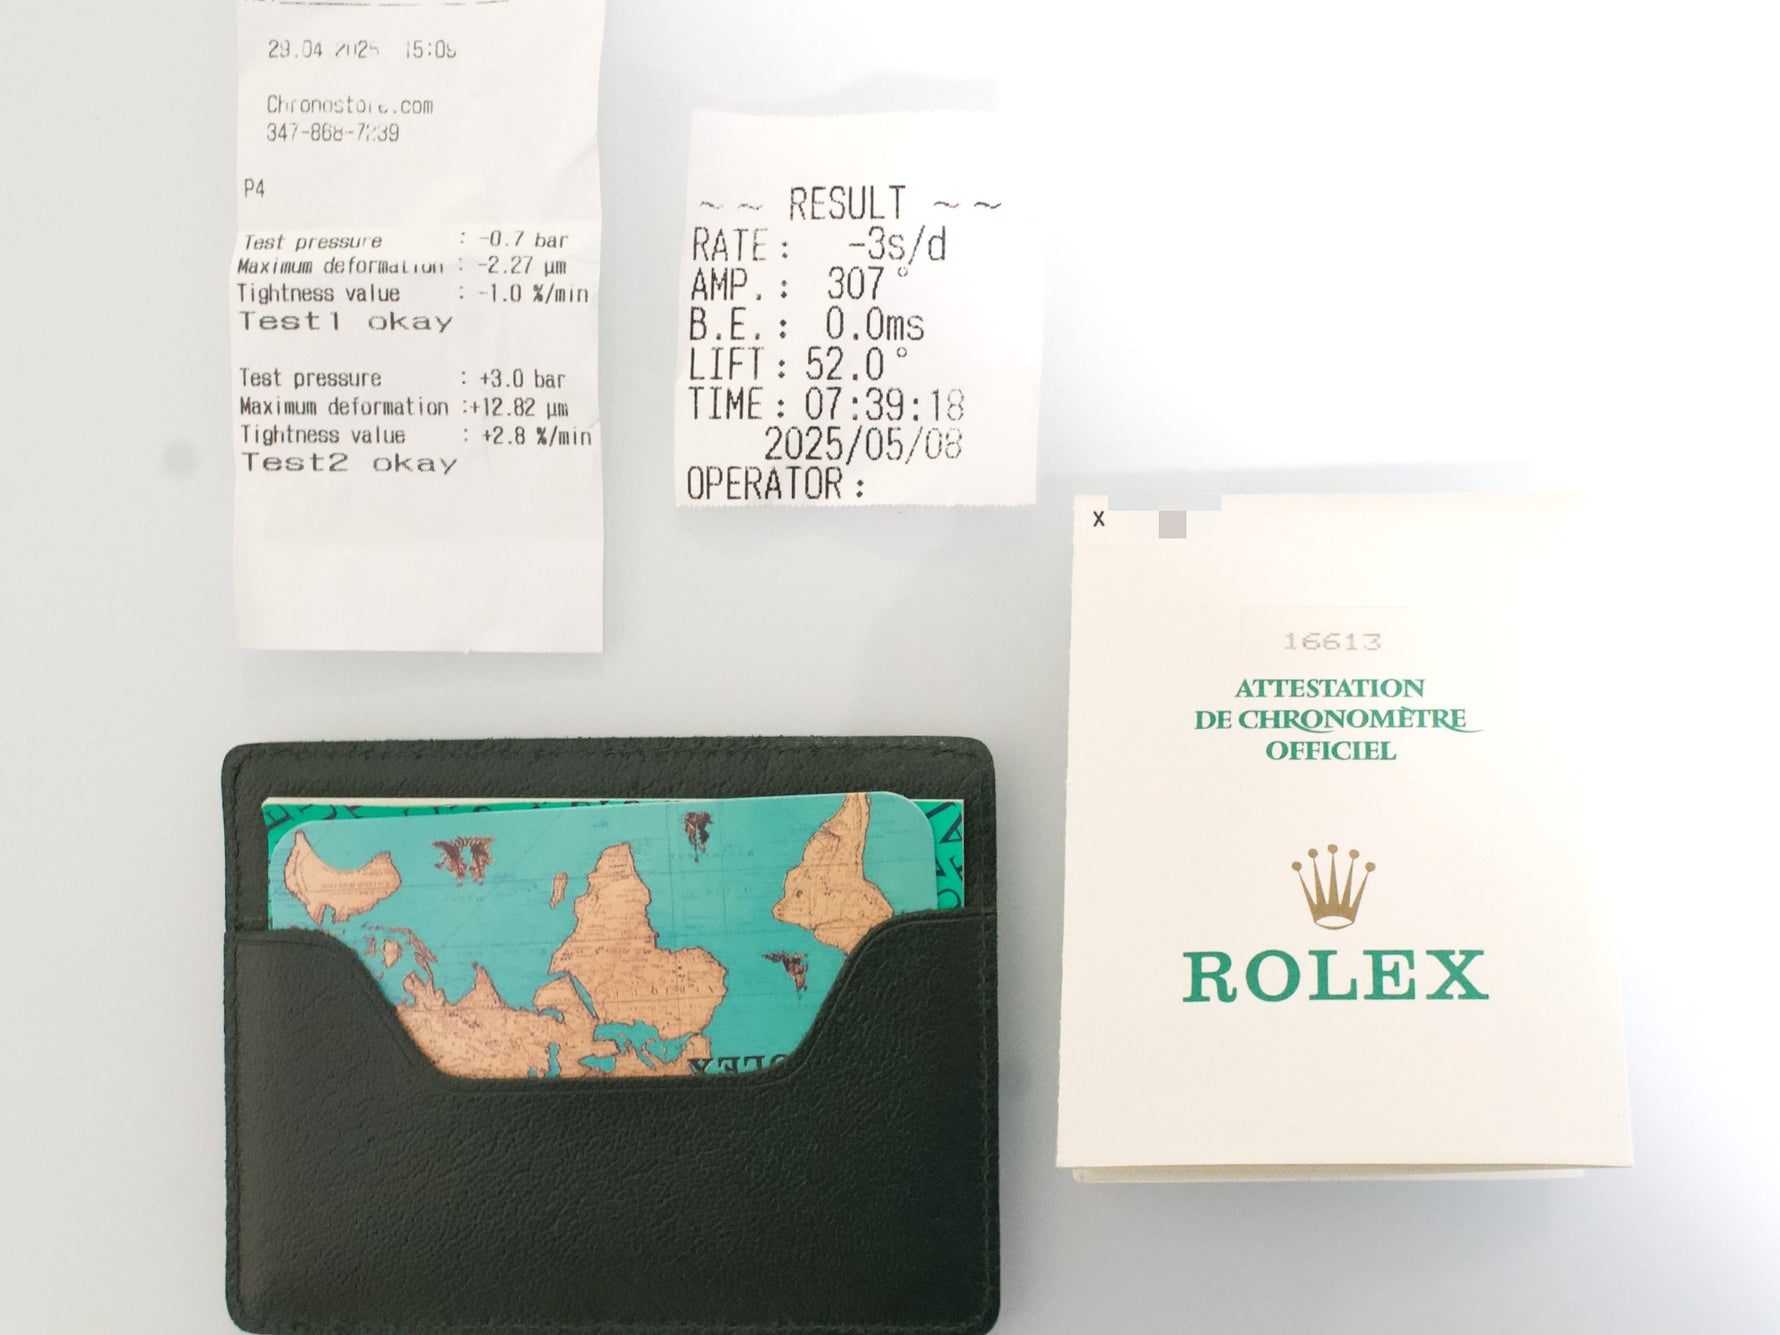 29.04 2025 15:05
Chronostore.com
347-868-7239
P4
Test pressure : -0.7 bar
Maximum deformation : -2.27 µm
Tightness value : -1.0 %/min
Test1 okay
Test pressure : +3.0 bar
Maximum deformation :+12.82 µm
Tightness value : +2.8 %/min
Test2 okay
~ ~ RESULT ~ ~
RATE: -3s/d
AMP.: 307°
B.E.: 0.0ms
LIFT: 52.0°
TIME: 07:39:18
2025/05/08
OPERATOR:
X
16613
ATTESTATION
DE CHRONOMÈTRE
OFFICIEL
ROLEX